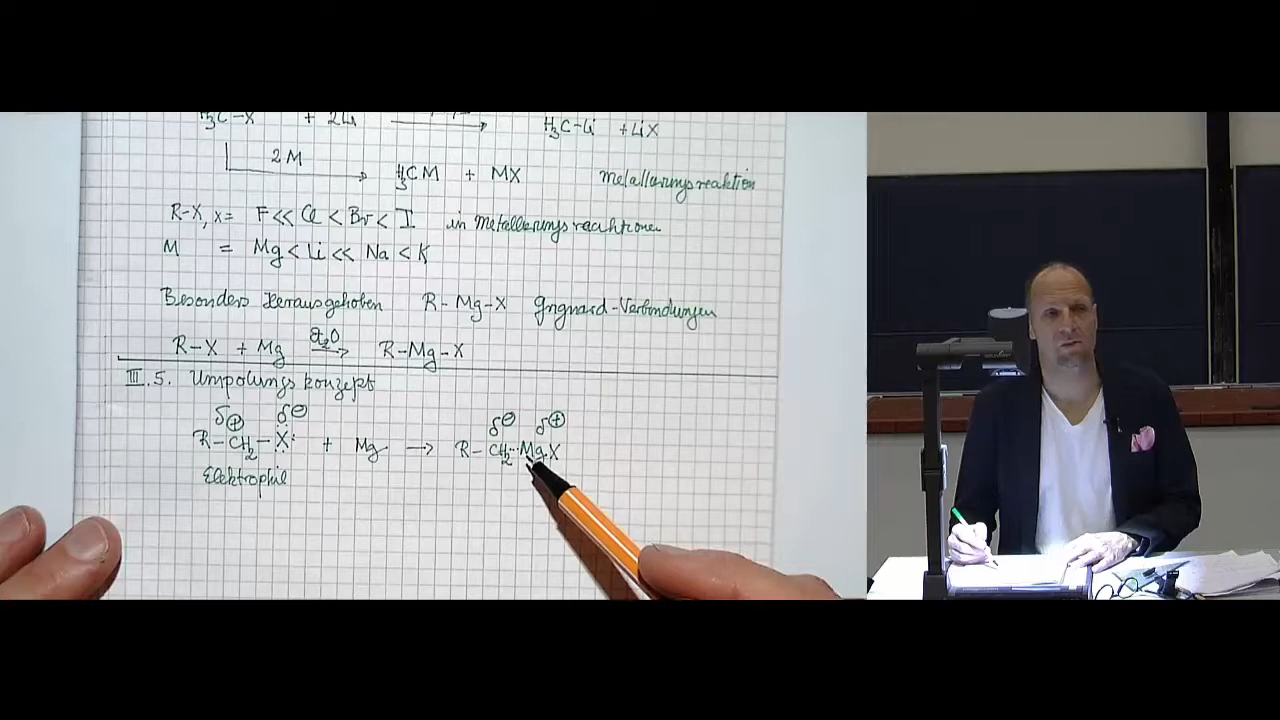 H₃C-X + 2Li → H₃C-Li + LiX
2M → H₃CM + MX Metallierungsreaktion
R-X, X = F << Cl < Br < I in Metallierungsreaktionen
M = Mg < Li << Na < K
Besonders herausgehoben R-Mg-X Grignard-Verbindungen
R-X + Mg Et₂O → R-Mg-X
III.5. Umpolungskonzept
δ⊕ δ⊖ δ⊖ δ⊕
R-CH₂-X + Mg → R-CH₂-MgX
Elektrophil